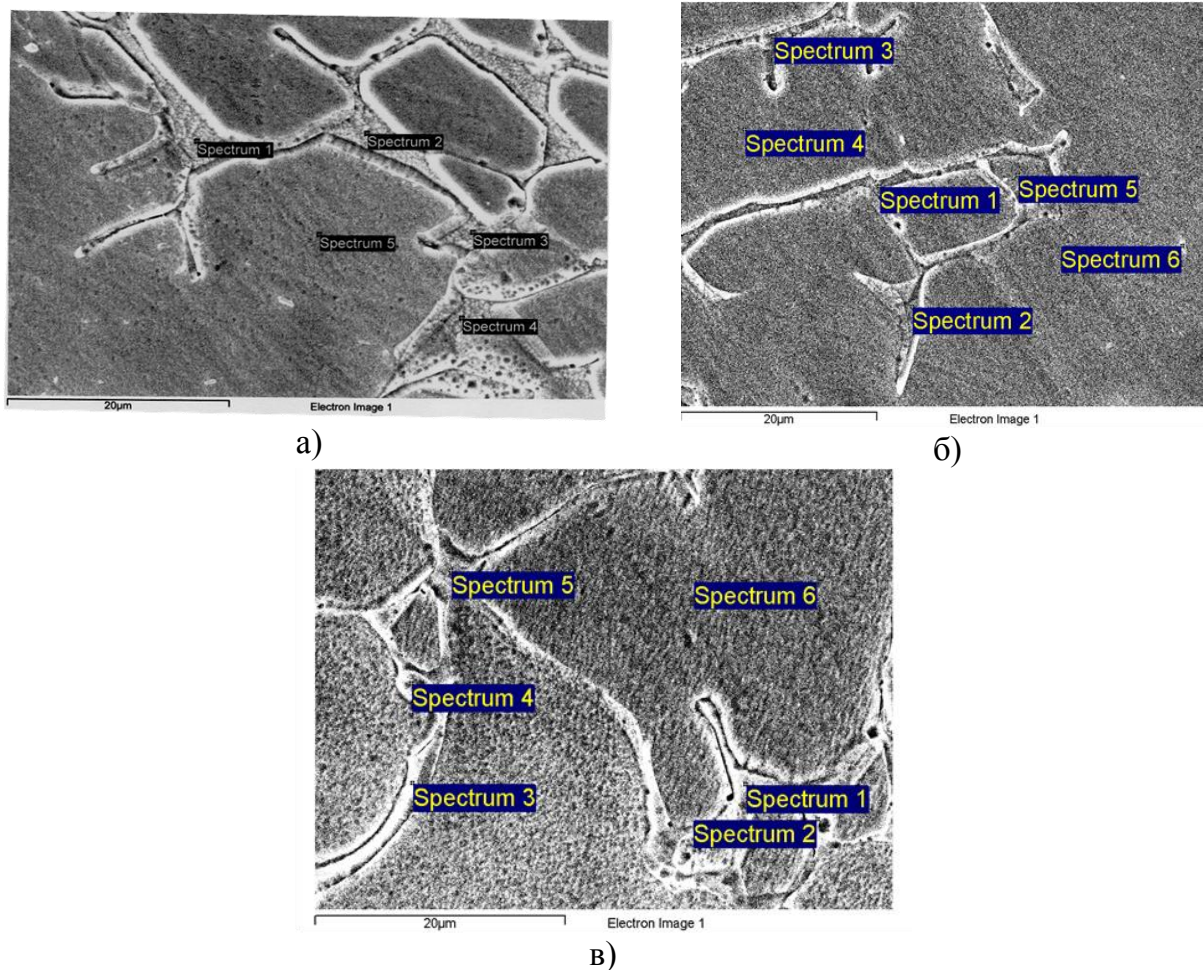 Spectrum 1
Spectrum 2
Spectrum 5
Spectrum 3
Spectrum 4
20µm
Electron Image 1
а)
Spectrum 3
Spectrum 4
Spectrum 1
Spectrum 5
Spectrum 6
Spectrum 2
20µm
Electron Image 1
б)
Spectrum 5
Spectrum 6
Spectrum 4
Spectrum 3
Spectrum 1
Spectrum 2
20µm
Electron Image 1
в)